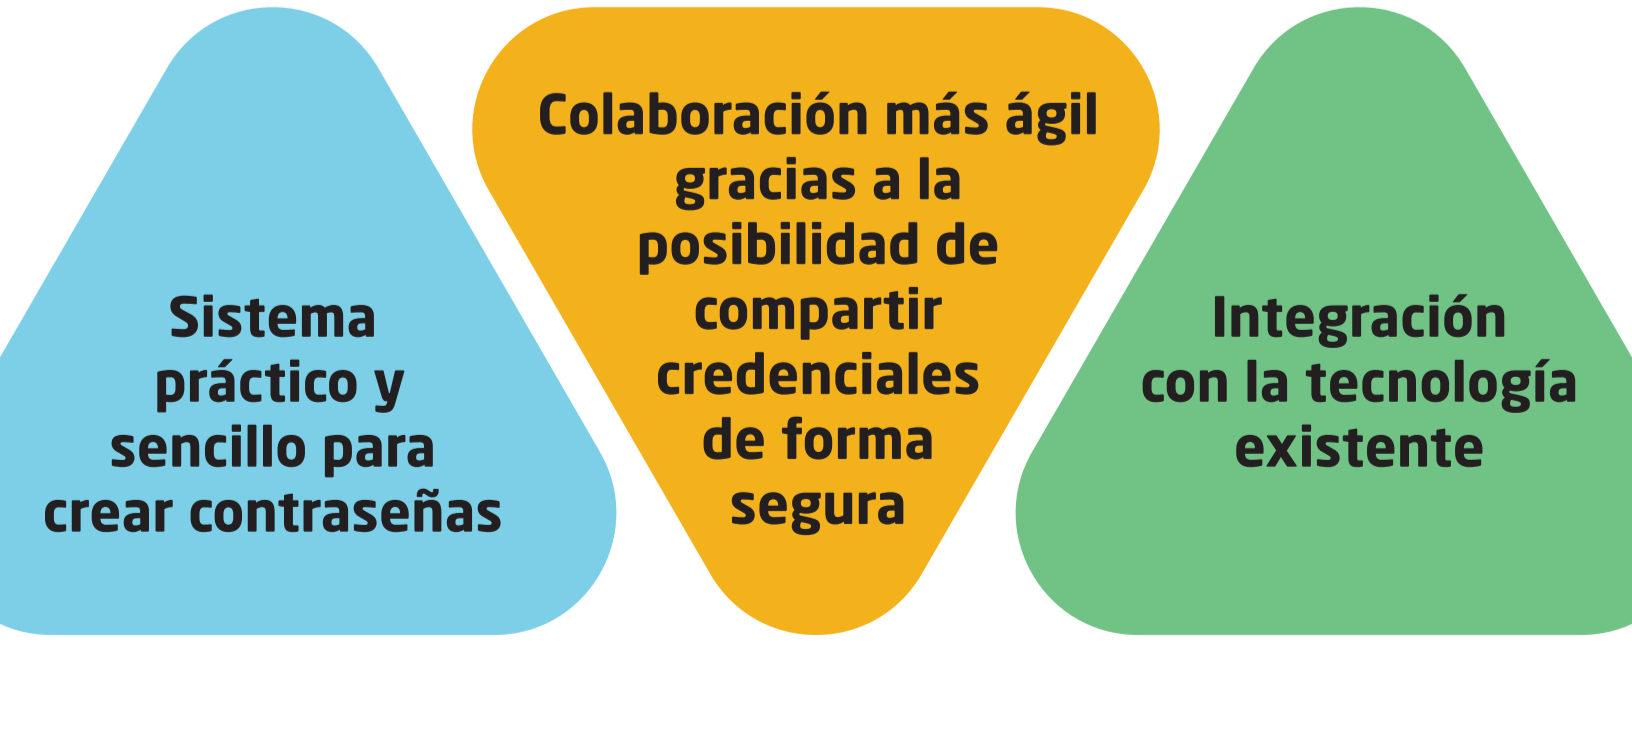 Sistema
práctico y
sencillo para
crear contraseñas
Colaboración más ágil
gracias a la
posibilidad de
compartir
credenciales
de forma
segura
Integración
con la tecnología
existente